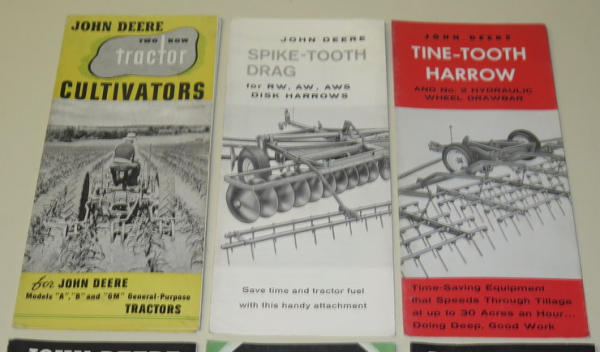 JOHN DEERE
TWO ROW
tractor
CULTIVATORS
for JOHN DEERE
Models "A", "B" and "GM" General-Purpose
TRACTORS
JOHN DEERE
SPIKE-TOOTH
DRAG
for RW, AW, AWS
DISK HARROWS
Save time and tractor fuel
with this handy attachment
JOHN DEERE
TINE-TOOTH
HARROW
AND No. 2 HYDRAULIC
WHEEL DRAWBAR
Time-Saving Equipment
that Speeds Through Tillage
at up to 30 Acres an Hour...
Doing Deep, Good Work
JOHN DEERE